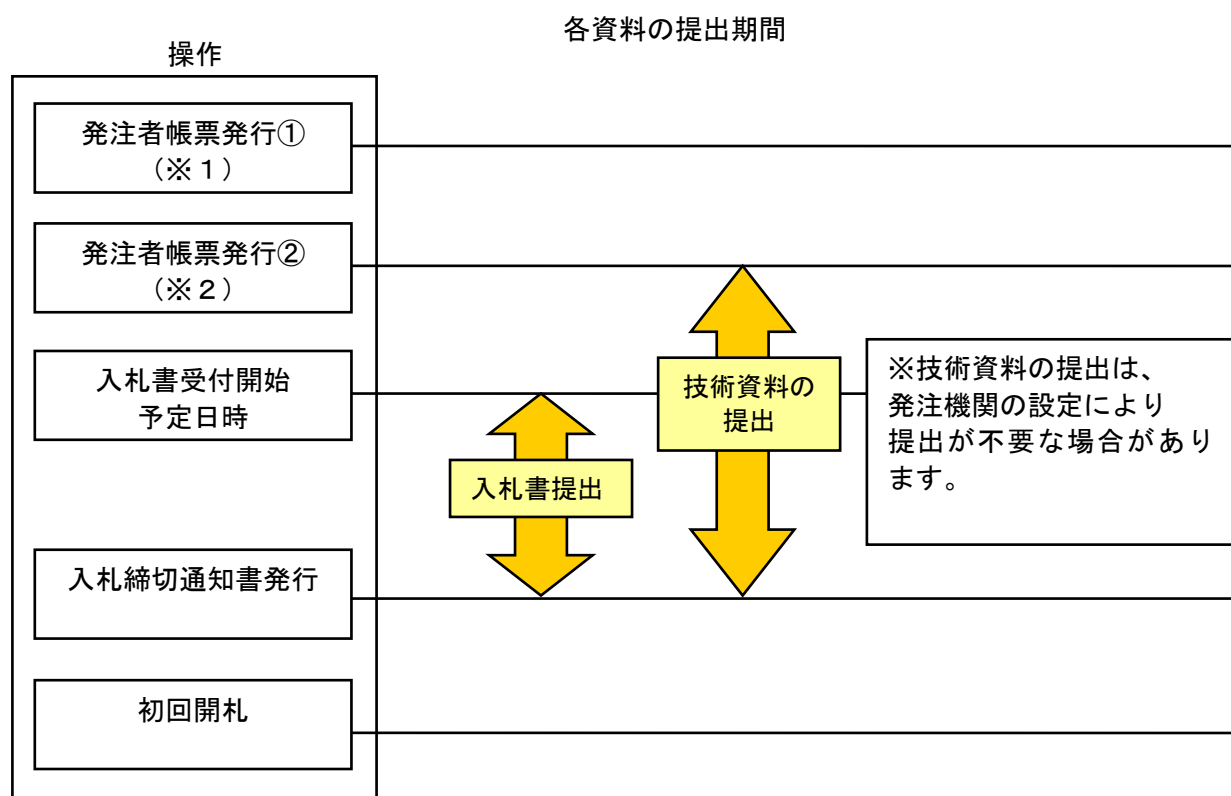 各資料の提出期間
操作
発注者帳票発行①
（※１）
発注者帳票発行②
（※２）
入札書受付開始
予定日時
技術資料の
提出
※技術資料の提出は、
発注機関の設定により
提出が不要な場合があり
ます。
入札書提出
入札締切通知書発行
初回開札